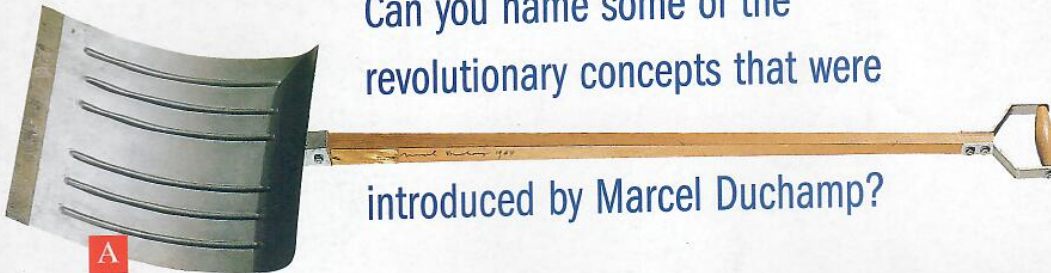 Can you name some of the
revolutionary concepts that were
introduced by Marcel Duchamp?
A